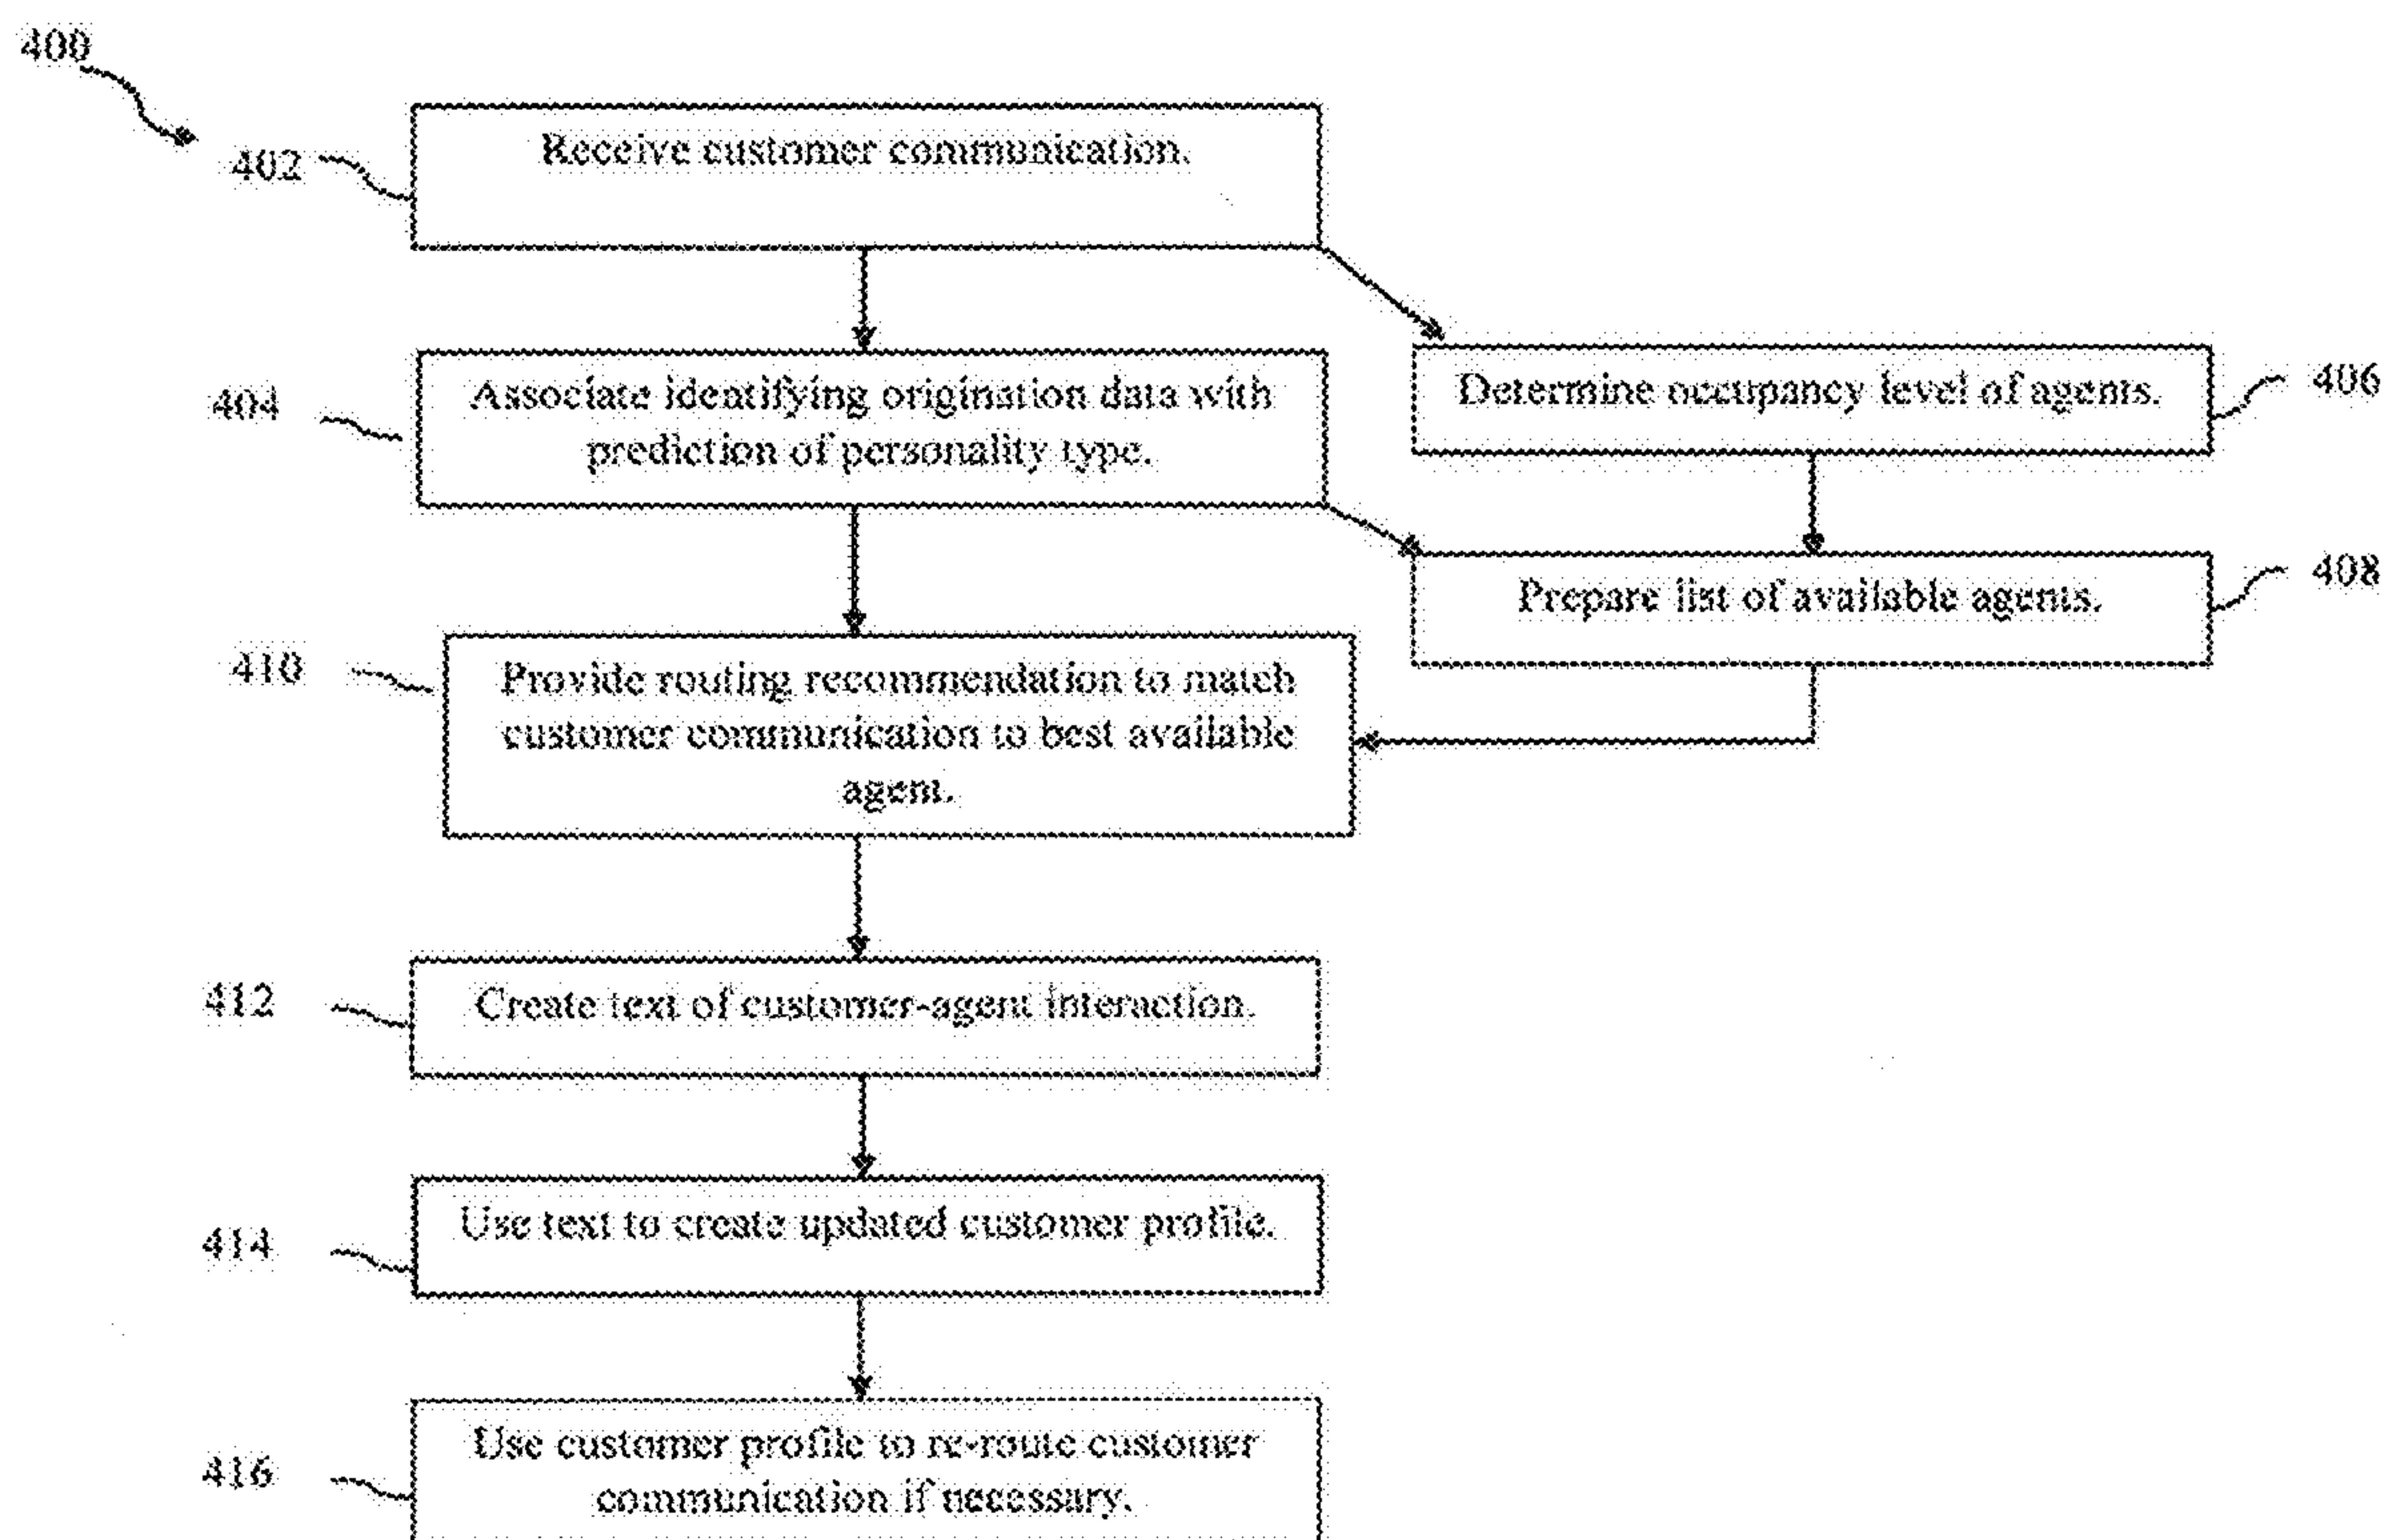 400
402
Receive customer communication.
404
Associate identifying origination data with
prediction of personality type.
Determine occupancy level of agents.
406
Prepare list of available agents.
408
410
Provide routing recommendation to match
customer communication to best available
agent.
412
Create text of customer-agent interaction.
414
Use text to create updated customer profile.
416
Use customer profile to re-route customer
communication if necessary.